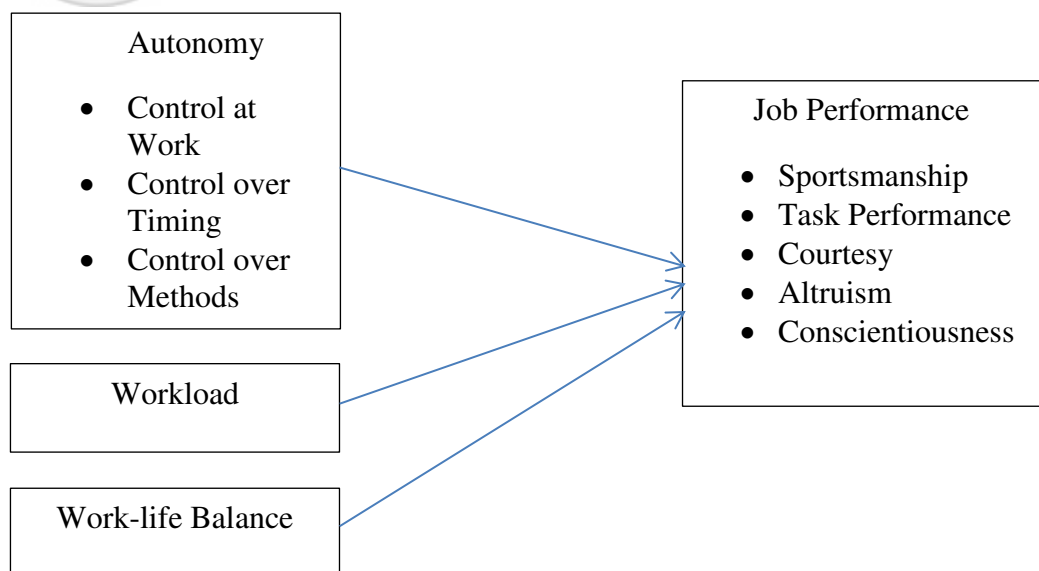 Autonomy
• Control at
Work
• Control over
Timing
• Control over
Methods
Workload
Work-life Balance
Job Performance
• Sportsmanship
• Task Performance
• Courtesy
• Altruism
• Conscientiousness